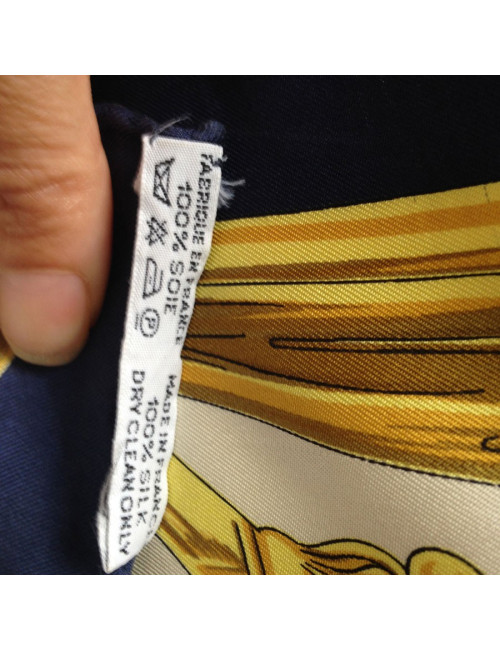 FABRIQUE EN FRANCE
100% SOIE
MADE IN FRANCE
100% SILK
DRY CLEAN ONLY